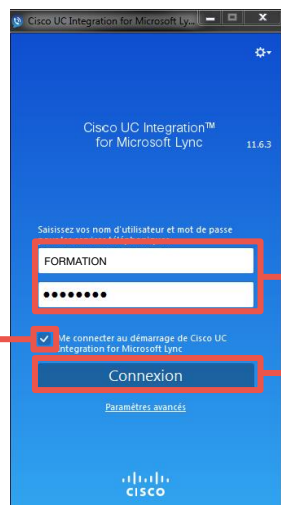 Cisco UC Integration for Microsoft Ly...
Cisco UC Integration™
for Microsoft Lync
11.6.3
Saisissez vos nom d'utilisateur et mot de passe
FORMATION
●●●●●●●●
Me connecter au démarrage de Cisco UC
Integration for Microsoft Lync
Connexion
Paramètres avancés
CISCO